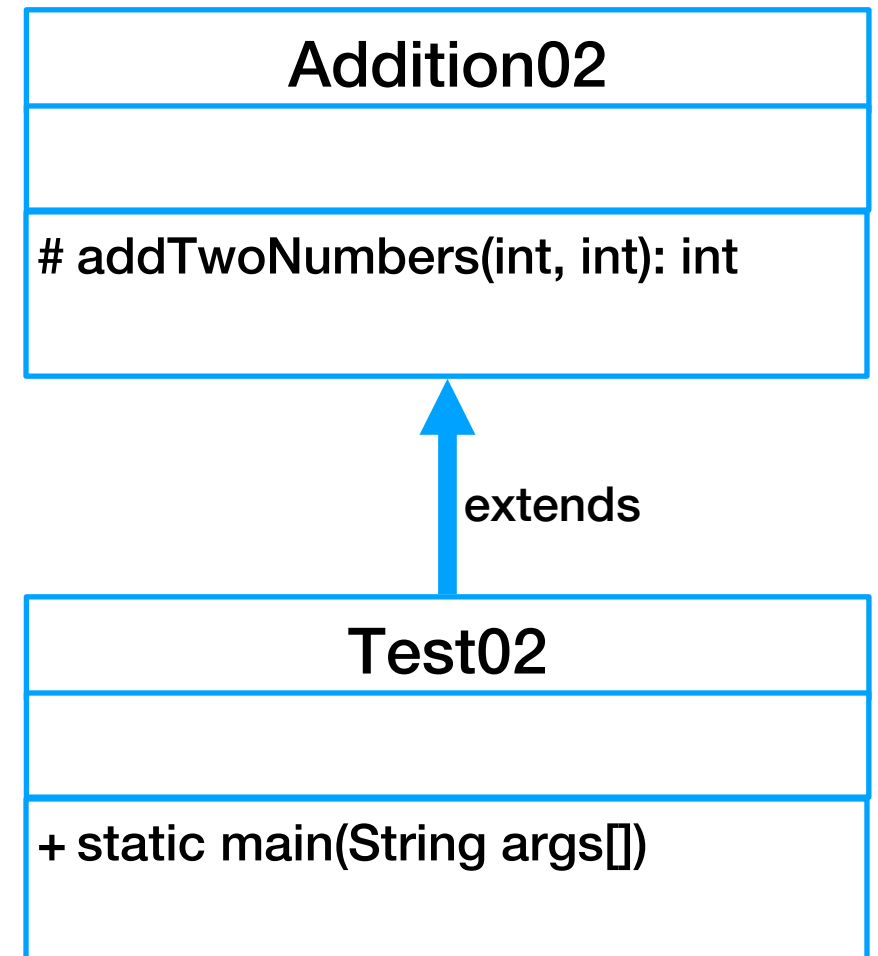 Addition02
# addTwoNumbers(int, int): int
extends
Test02
+ static main(String args[])